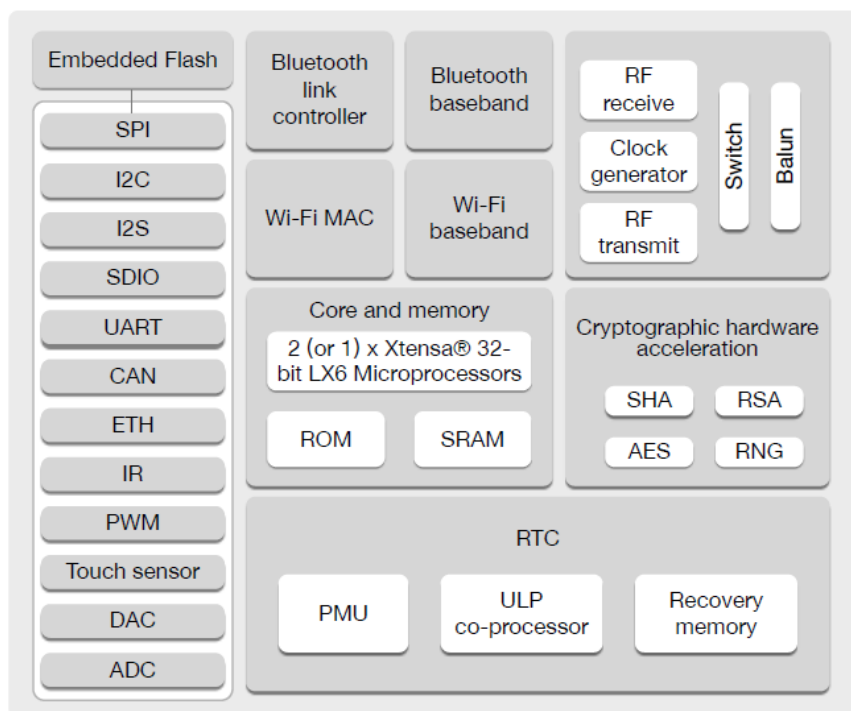 Embedded Flash
SPI
I2C
I2S
SDIO
UART
CAN
ETH
IR
PWM
Touch sensor
DAC
ADC
Bluetooth
link
controller
Bluetooth
baseband
Wi-Fi MAC
Wi-Fi
baseband
RF
receive
Clock
generator
RF
transmit
Switch
Balun
Core and memory
2 (or 1) x Xtensa® 32-
bit LX6 Microprocessors
ROM
SRAM
Cryptographic hardware
acceleration
SHA
RSA
AES
RNG
RTC
PMU
ULP
co-processor
Recovery
memory